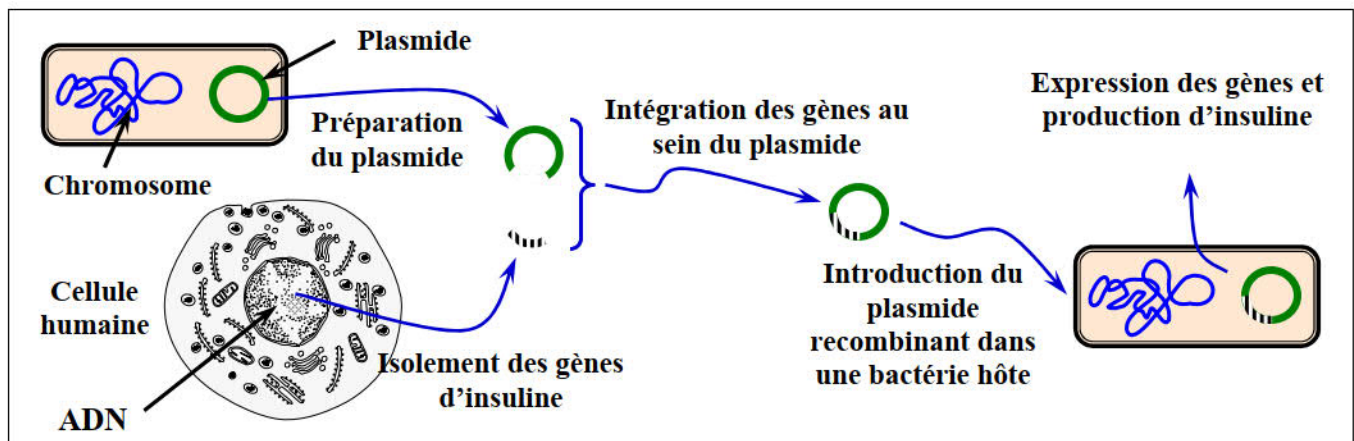 Plasmide
Préparation
du plasmide
Chromosome
Cellule
humaine
ADN
Isolement des gènes
d'insuline
Intégration des gènes au
sein du plasmide
Introduction du
plasmide
recombinant dans
une bactérie hôte
Expression des gènes et
production d'insuline